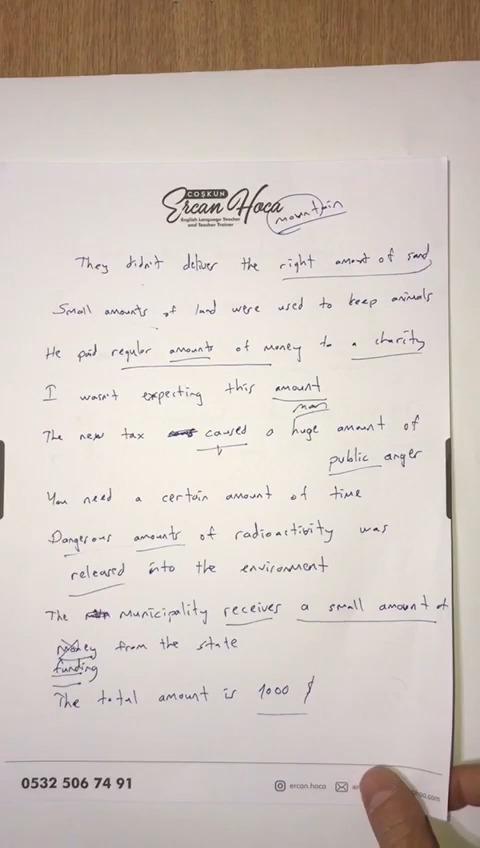 COŞKUN
Ercan Hoca
English Language Teacher
and Teacher Trainer
mountain
They didn't deliver the right amount of sand
Small amounts of land were used to keep animals
He paid regular amounts of money to a charity
I wasn't expecting this amount
The new tax caused a huge amount of
public anger
You need a certain amount of time
Dangerous amounts of radioactivity was
released into the environment
The municipality receives a small amount of
money from the state
funding
The total amount is 1000 $
0532 506 74 91
ercan.hoca